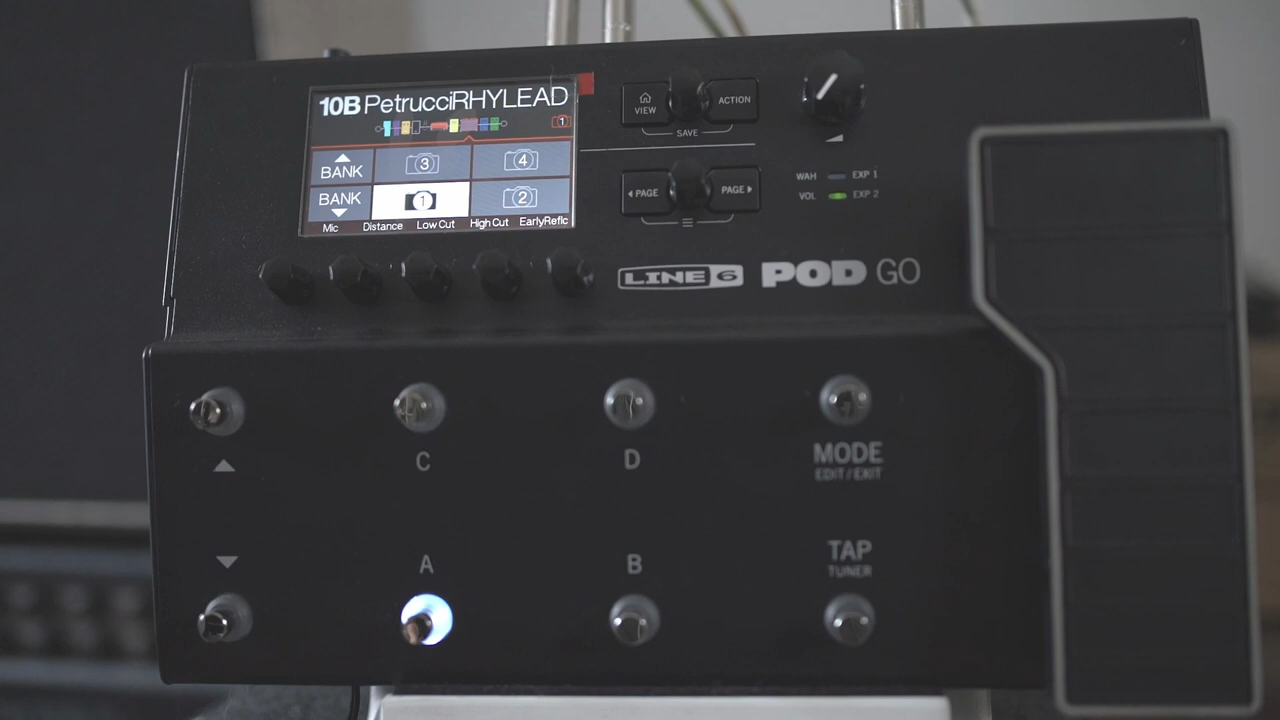 10B PetrucciRHYLEAD
1
BANK 3 4
BANK 1 2
Mic Distance Low Cut High Cut EarlyReflc
VIEW ACTION
SAVE
PAGE PAGE
WAH EXP 1
VOL EXP 2
LINE 6 POD GO
C D MODE
EDIT / EXIT
A B TAP
TUNER